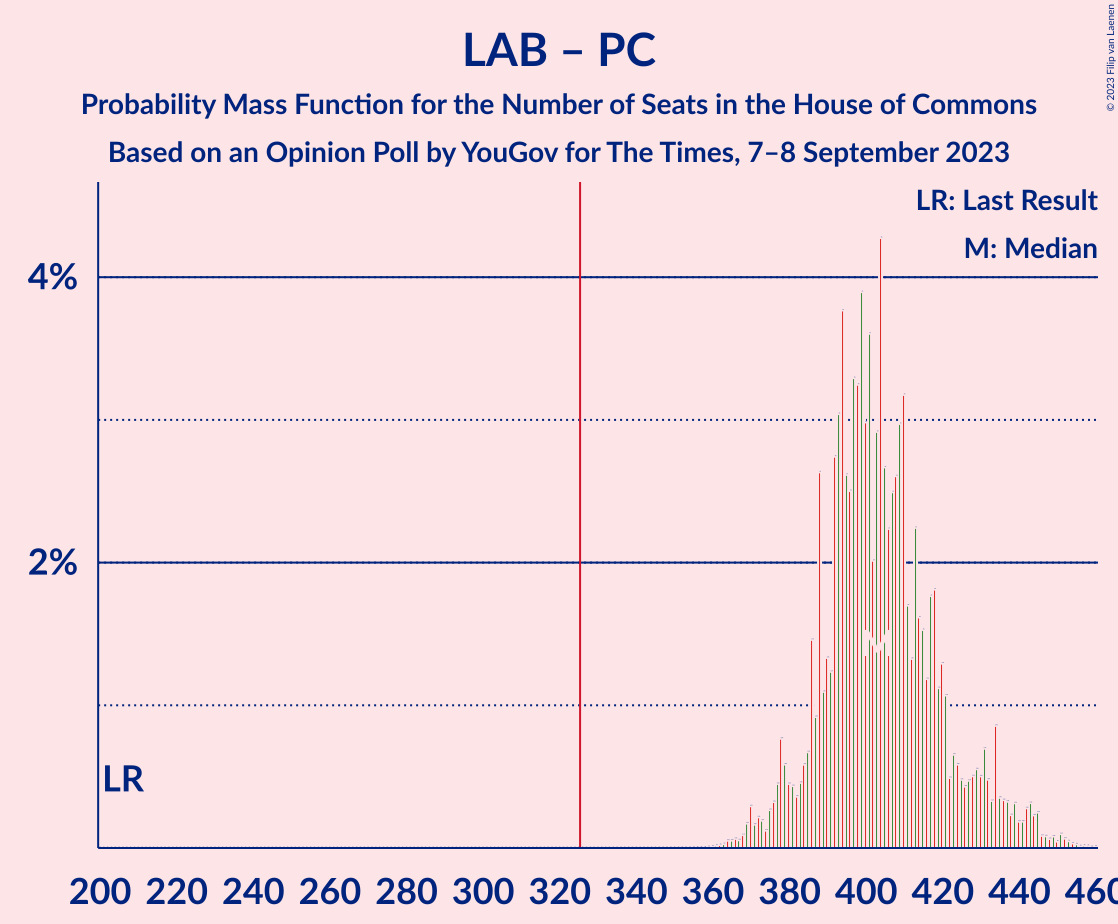 LAB – PC
Probability Mass Function for the Number of Seats in the House of Commons
Based on an Opinion Poll by YouGov for The Times, 7–8 September 2023
© 2023 Filip van Laenen
LR: Last Result
M: Median
4%
2%
LR
200 220 240 260 280 300 320 340 360 380 400 420 440 460